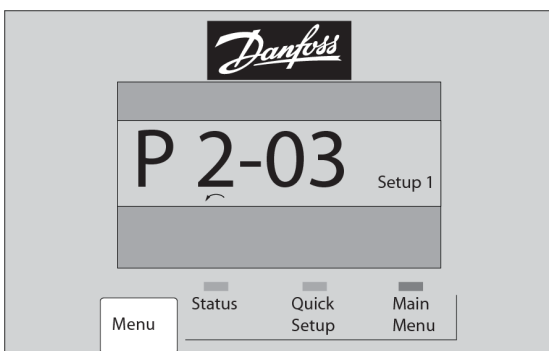 Danfoss
P 2-03
Setup 1
Menu
Status
Quick
Setup
Main
Menu